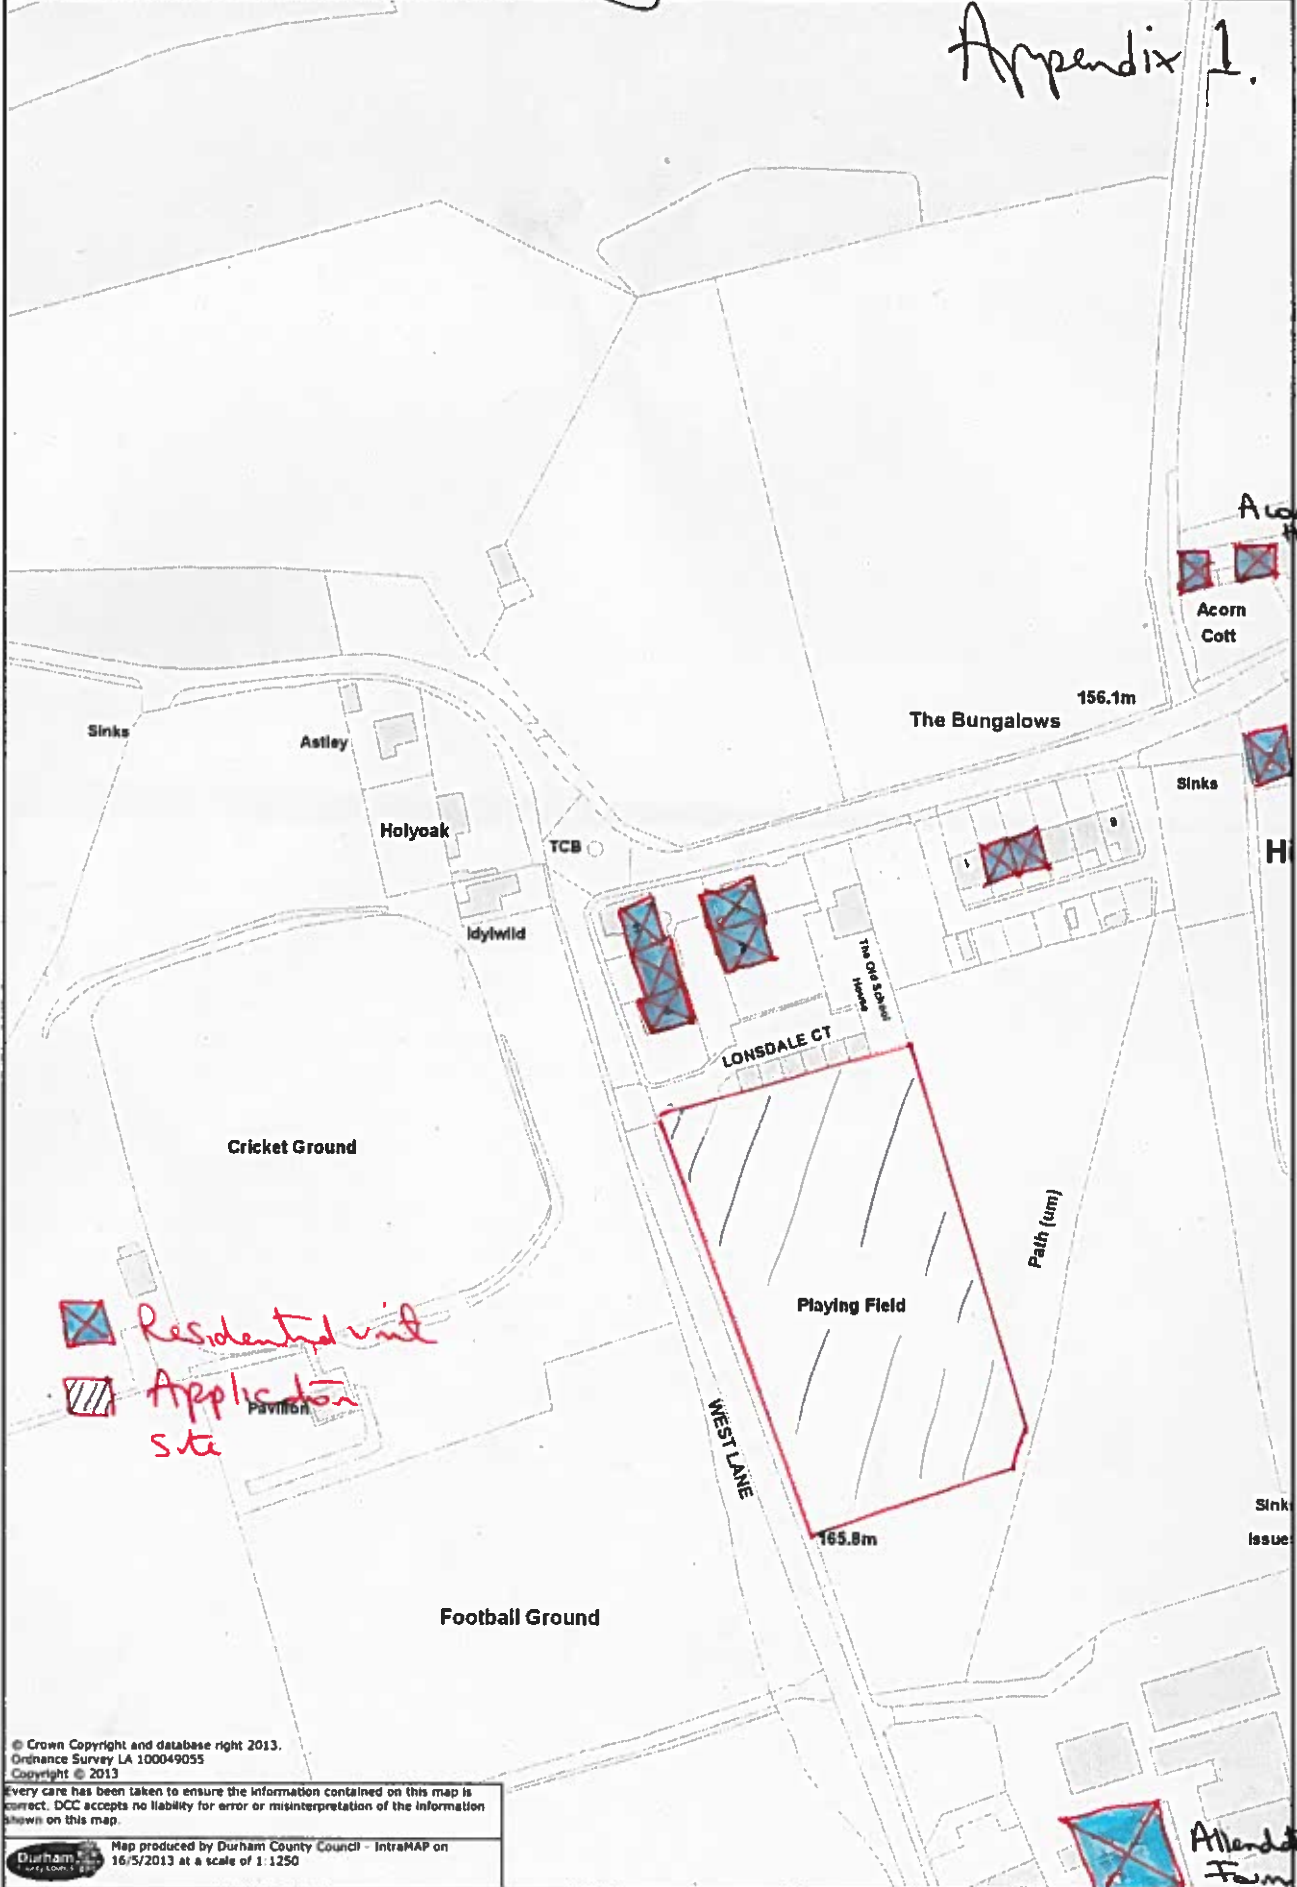 Appendix 1.
Acorn
Cott
156.1m
The Bungalows
Sinks
Astley
Sinks
Holyoak
TCB
1
8
Idylwild
The Old School
House
LONSDALE CT
Cricket Ground
Path (um)
Playing Field
Residential unit
Application
Site
Pavilion
WEST LANE
165.8m
Football Ground
© Crown Copyright and database right 2013.
Ordnance Survey LA 100049055
Copyright © 2013
Every care has been taken to ensure the information contained on this map is
correct. DCC accepts no liability for error or misinterpretation of the information
shown on this map.
Durham
Map produced by Durham County Council - IntraMAP on
16/5/2013 at a scale of 1:1250